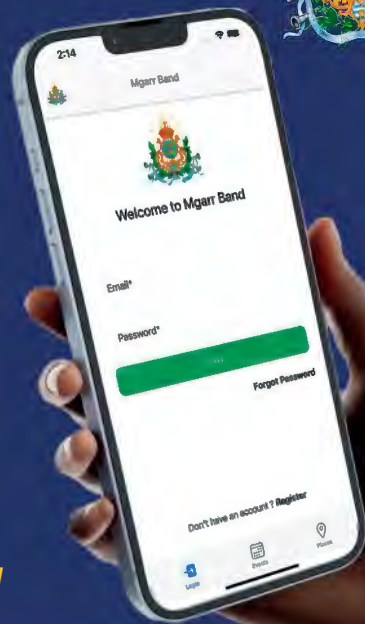 2:14
Mgarr Band
Welcome to Mgarr Band
Email*
Password*
...
Forgot Password
Don't have an account ? Register
Login
Events
Places